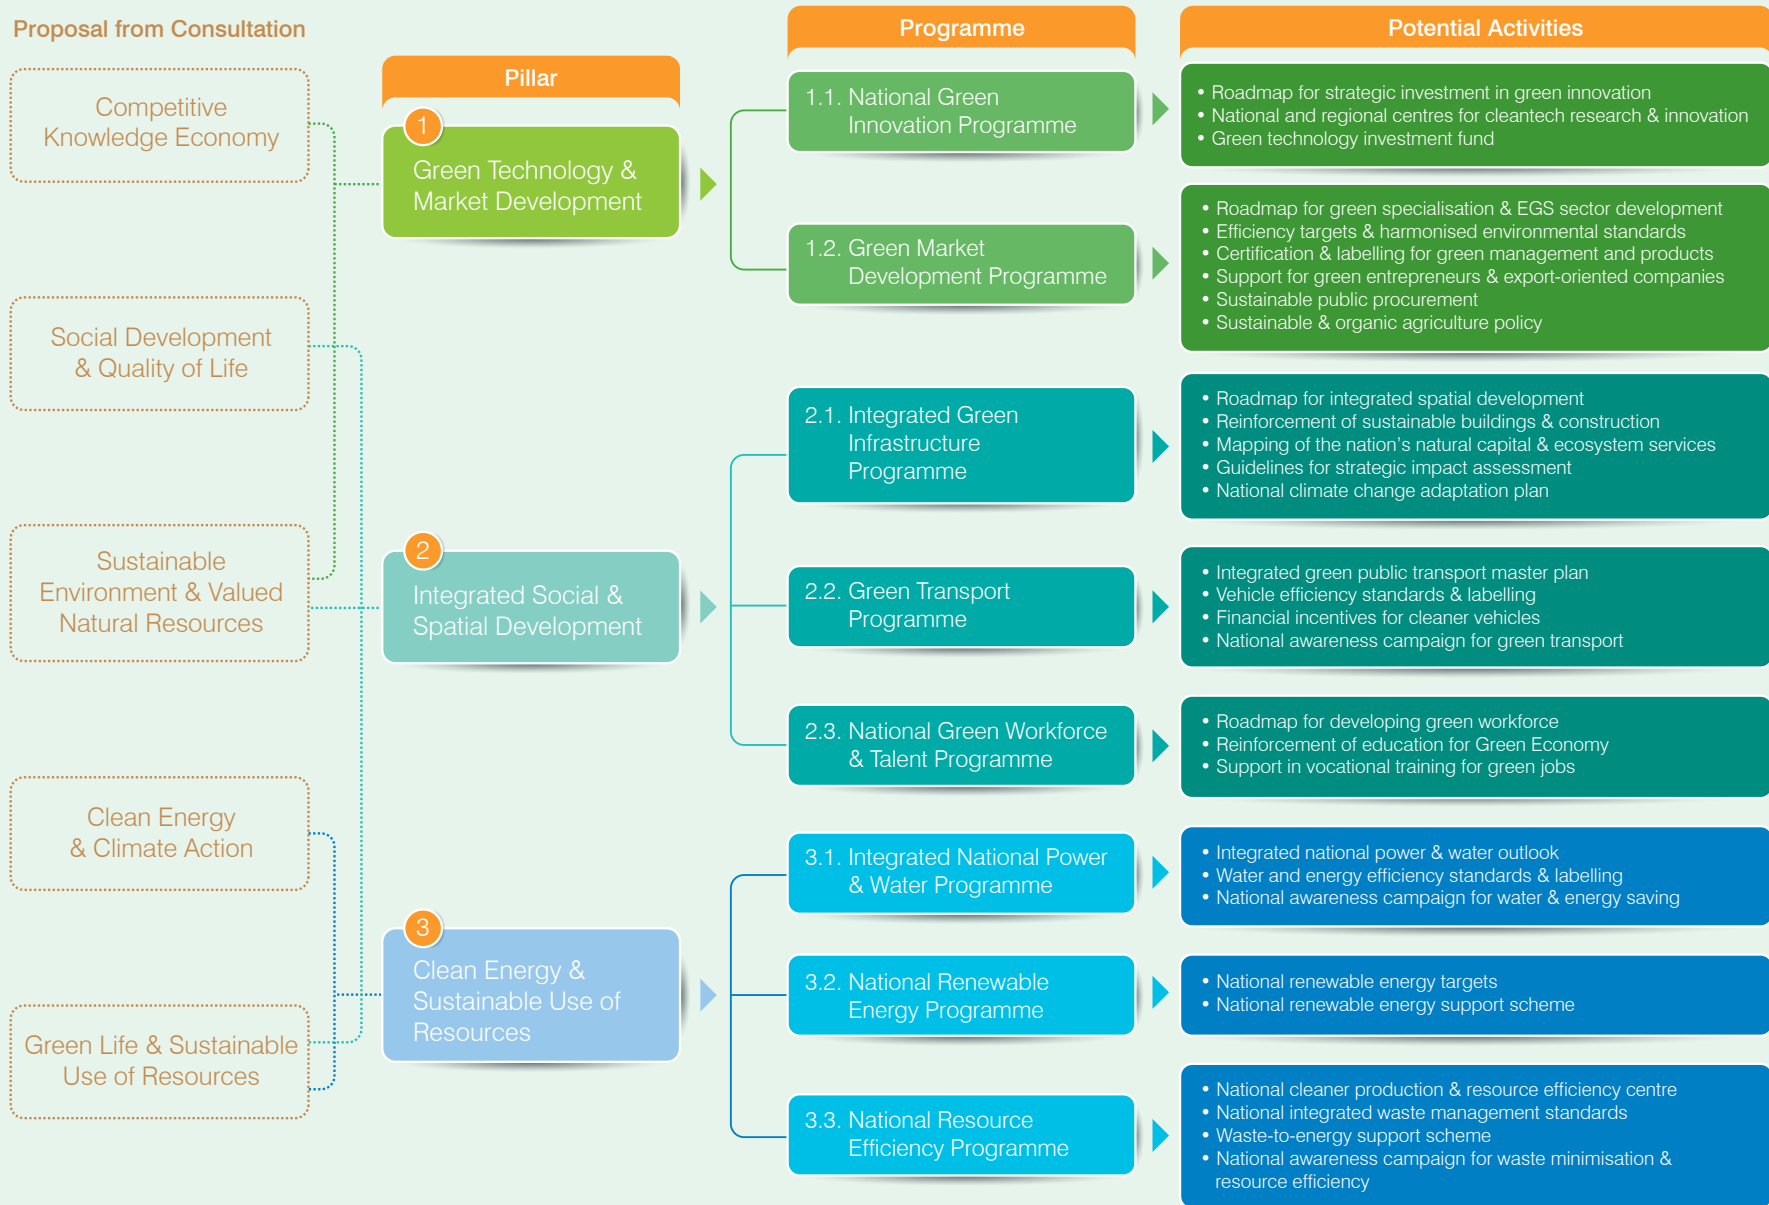 Proposal from Consultation
Competitive
Knowledge Economy
Social Development
& Quality of Life
Sustainable
Environment & Valued
Natural Resources
Clean Energy
& Climate Action
Green Life & Sustainable
Use of Resources
Pillar
1
Green Technology &
Market Development
2
Integrated Social &
Spatial Development
3
Clean Energy &
Sustainable Use of
Resources
Programme
1.1. National Green
Innovation Programme
1.2. Green Market
Development Programme
2.1. Integrated Green
Infrastructure
Programme
2.2. Green Transport
Programme
2.3. National Green Workforce
& Talent Programme
3.1. Integrated National Power
& Water Programme
3.2. National Renewable
Energy Programme
3.3. National Resource
Efficiency Programme
Potential Activities
• Roadmap for strategic investment in green innovation
• National and regional centres for cleantech research & innovation
• Green technology investment fund
• Roadmap for green specialisation & EGS sector development
• Efficiency targets & harmonised environmental standards
• Certification & labelling for green management and products
• Support for green entrepreneurs & export-oriented companies
• Sustainable public procurement
• Sustainable & organic agriculture policy
• Roadmap for integrated spatial development
• Reinforcement of sustainable buildings & construction
• Mapping of the nation's natural capital & ecosystem services
• Guidelines for strategic impact assessment
• National climate change adaptation plan
• Integrated green public transport master plan
• Vehicle efficiency standards & labelling
• Financial incentives for cleaner vehicles
• National awareness campaign for green transport
• Roadmap for developing green workforce
• Reinforcement of education for Green Economy
• Support in vocational training for green jobs
• Integrated national power & water outlook
• Water and energy efficiency standards & labelling
• National awareness campaign for water & energy saving
• National renewable energy targets
• National renewable energy support scheme
• National cleaner production & resource efficiency centre
• National integrated waste management standards
• Waste-to-energy support scheme
• National awareness campaign for waste minimisation &
resource efficiency